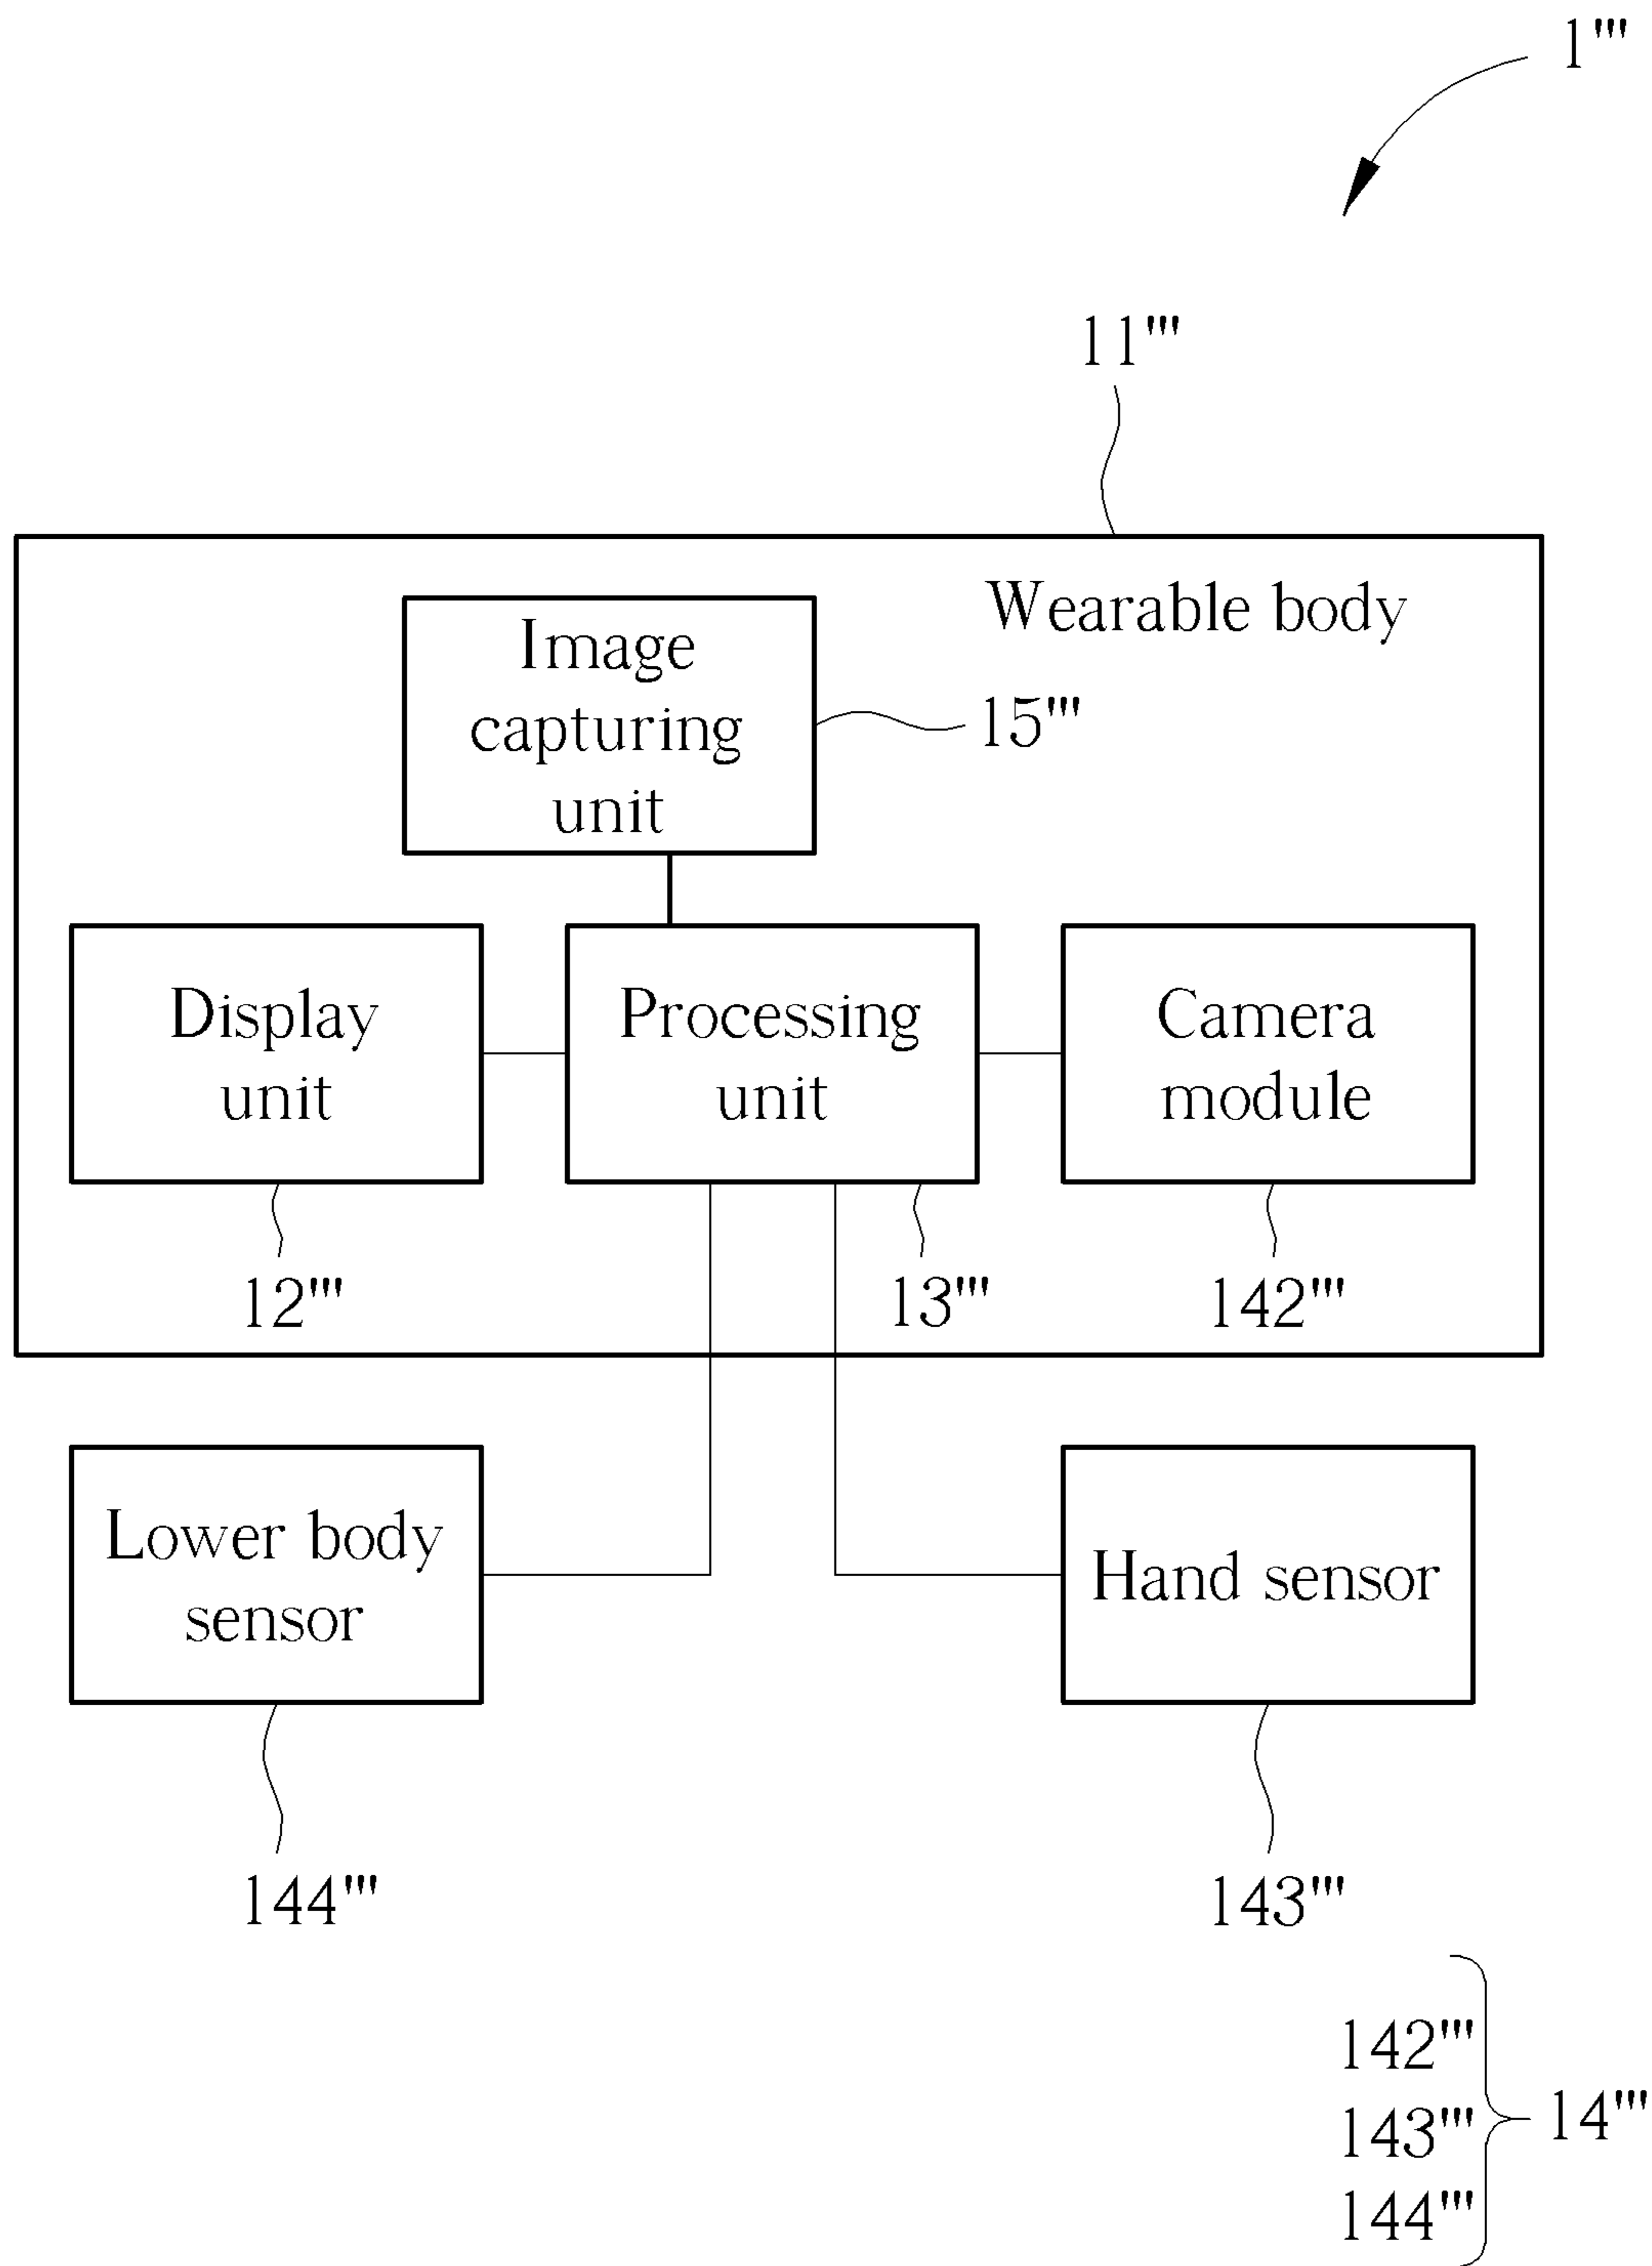 1'''
11'''
Wearable body
Image
capturing
unit
15'''
Display
unit
Processing
unit
Camera
module
12'''
13'''
142'''
Lower body
sensor
Hand sensor
144'''
143'''
142'''
143'''
144'''
14'''